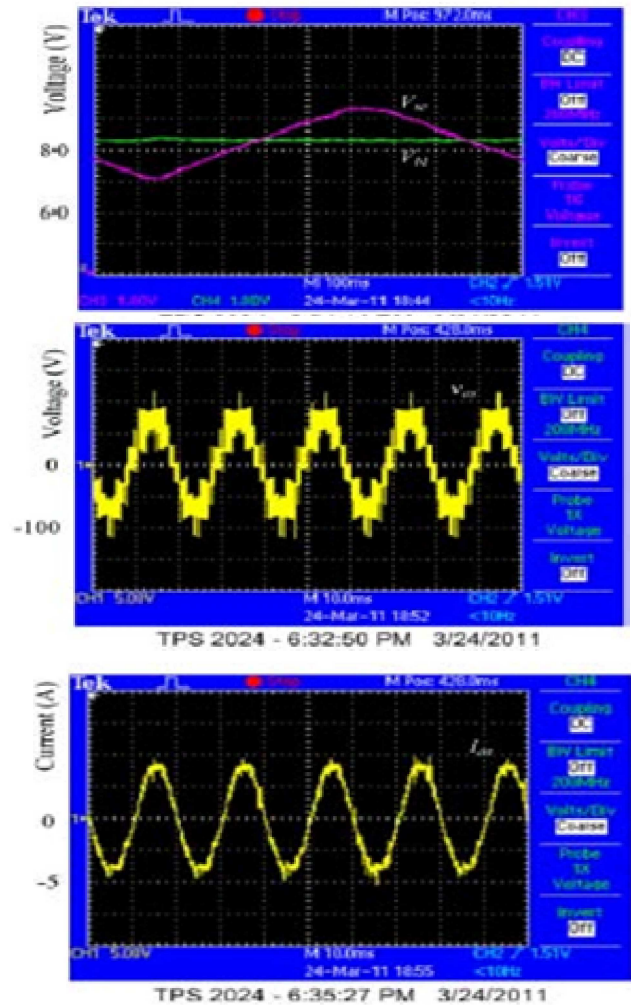 Tek Stop M Pos: 972.0ms CH3
Coupling
DC
BW Limit
Off
200MHz
Volts/Div
Coarse
Probe
1X
Voltage
Invert
Off
Voltage (V)
80
60
CH3 1.00V CH4 1.00V M 100ms CH2 / 1.51V
24-Mar-11 18:44 <10Hz
Tek Stop M Pos: 428.0ms CH4
Coupling
DC
BW Limit
Off
200MHz
Volts/Div
Coarse
Probe
1X
Voltage
Invert
Off
Voltage (V)
0
-100
CH1 5.00V M 10.0ms CH2 / 1.51V
24-Mar-11 18:52 <10Hz
TPS 2024 - 6:32:50 PM 3/24/2011
Tek Stop M Pos: 428.0ms CH4
Coupling
DC
BW Limit
Off
200MHz
Volts/Div
Coarse
Probe
1X
Voltage
Invert
Off
Current (A)
0
-5
CH1 5.00V M 10.0ms CH2 / 1.51V
24-Mar-11 18:55 <10Hz
TPS 2024 - 6:35:27 PM 3/24/2011